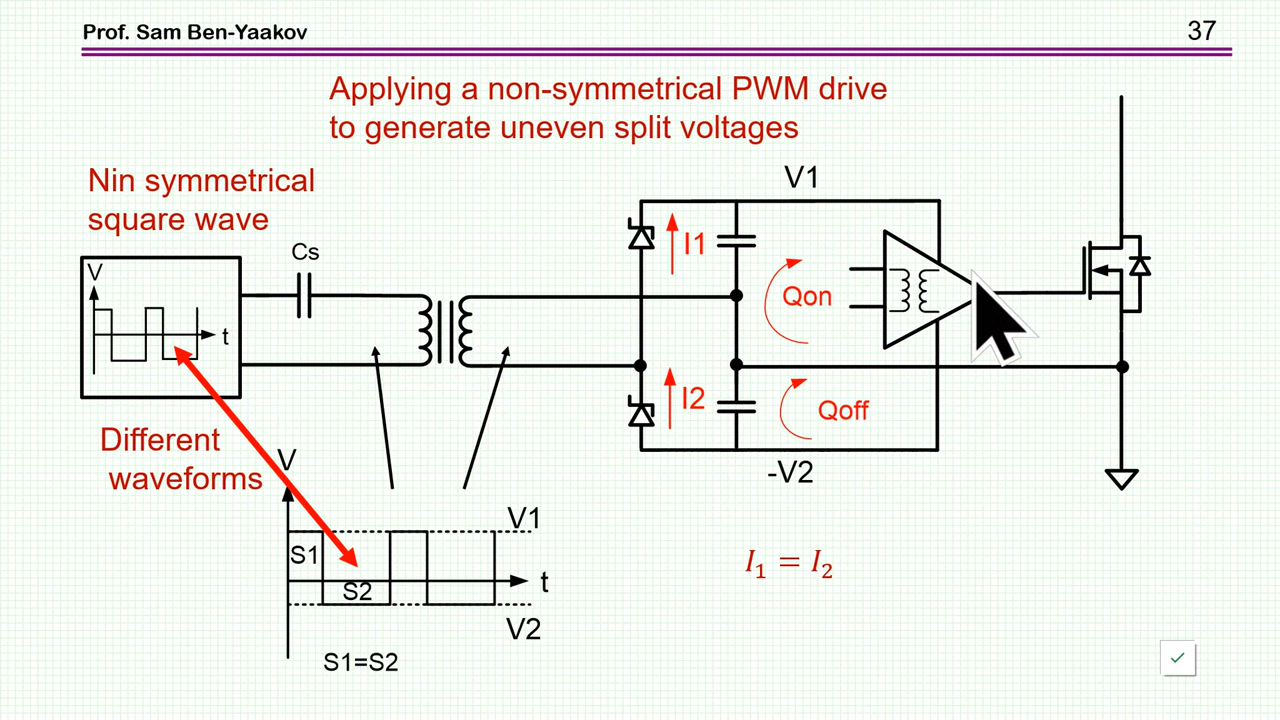 Prof. Sam Ben-Yaakov
37
Applying a non-symmetrical PWM drive
to generate uneven split voltages
Nin symmetrical
square wave
V
t
Cs
V1
I1
Qon
I2
Qoff
-V2
Different
waveforms
V
V1
S1
S2
t
V2
S1=S2
I₁ = I₂